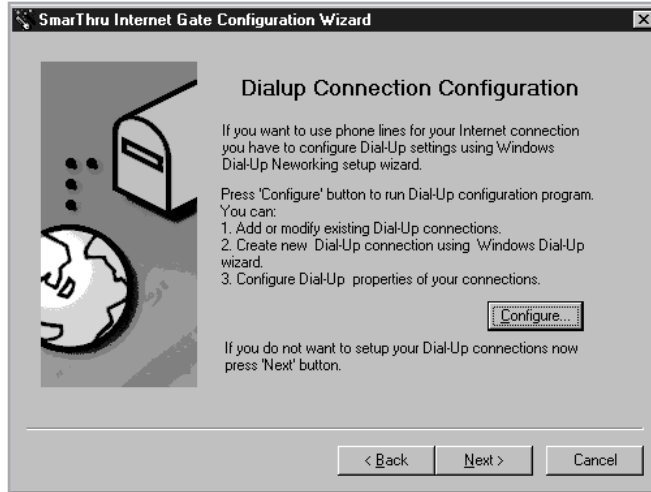 SmarThru Internet Gate Configuration Wizard
Dialup Connection Configuration
If you want to use phone lines for your Internet connection
you have to configure Dial-Up settings using Windows
Dial-Up Neworking setup wizard.
Press 'Configure' button to run Dial-Up configuration program.
You can:
1. Add or modify existing Dial-Up connections.
2. Create new Dial-Up connection using Windows Dial-Up
wizard.
3. Configure Dial-Up properties of your connections.
Configure...
If you do not want to setup your Dial-Up connections now
press 'Next' button.
< Back Next > Cancel